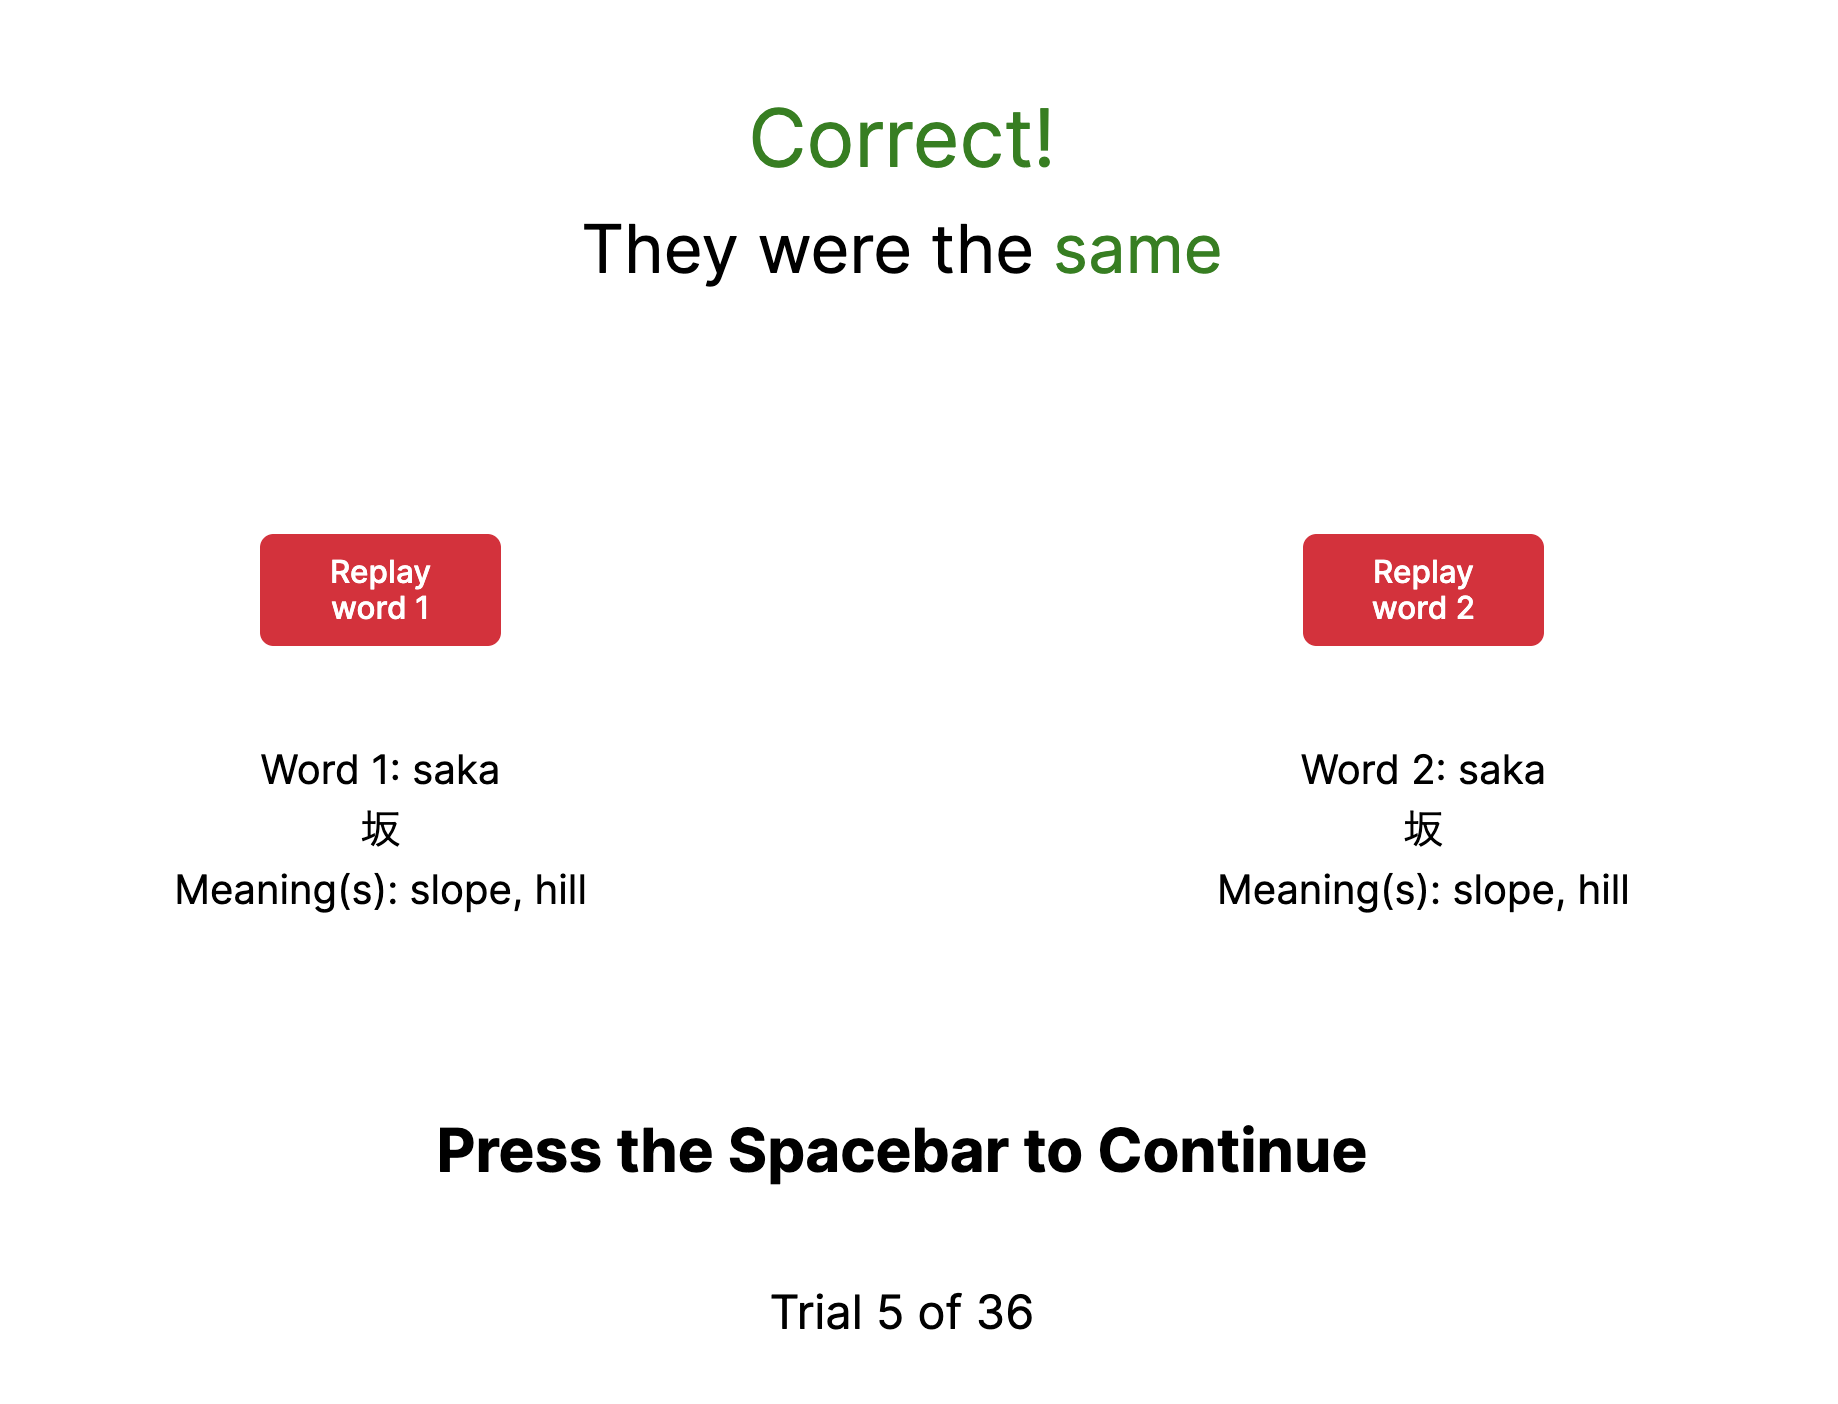 Correct!
They were the same
Replay
word 1
Replay
word 2
Word 1: saka
坂
Meaning(s): slope, hill
Word 2: saka
坂
Meaning(s): slope, hill
Press the Spacebar to Continue
Trial 5 of 36